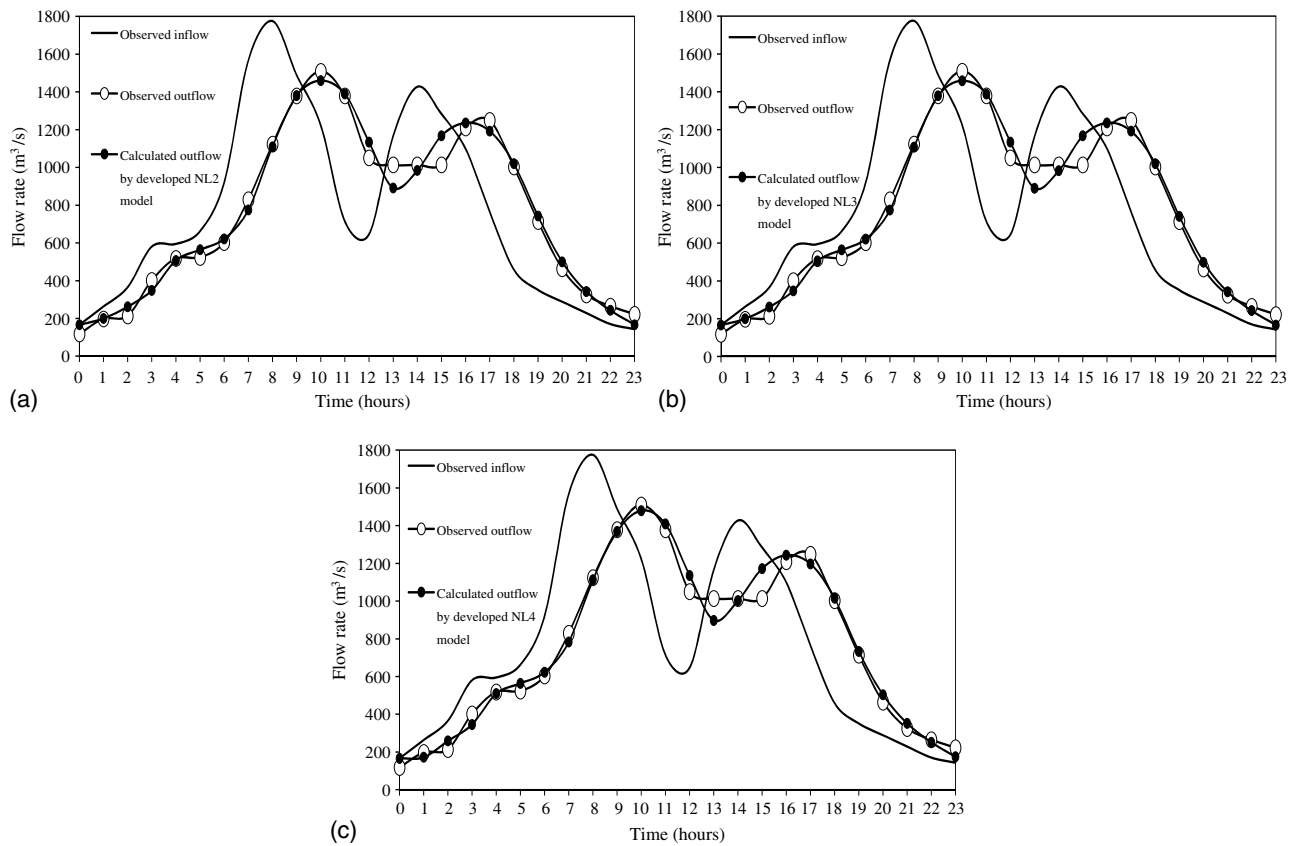 1800
1600
1400
1200
1000
800
600
400
200
0
Flow rate (m³/s)
Observed inflow
Observed outflow
Calculated outflow
by developed NL2
model
0 1 2 3 4 5 6 7 8 9 10 11 12 13 14 15 16 17 18 19 20 21 22 23
Time (hours)
(a)
1800
1600
1400
1200
1000
800
600
400
200
0
Flow rate (m³/s)
Observed inflow
Observed outflow
Calculated outflow
by developed NL3
model
0 1 2 3 4 5 6 7 8 9 10 11 12 13 14 15 16 17 18 19 20 21 22 23
Time (hours)
(b)
1800
1600
1400
1200
1000
800
600
400
200
0
Flow rate (m³/s)
Observed inflow
Observed outflow
Calculated outflow
by developed NL4
model
0 1 2 3 4 5 6 7 8 9 10 11 12 13 14 15 16 17 18 19 20 21 22 23
Time (hours)
(c)